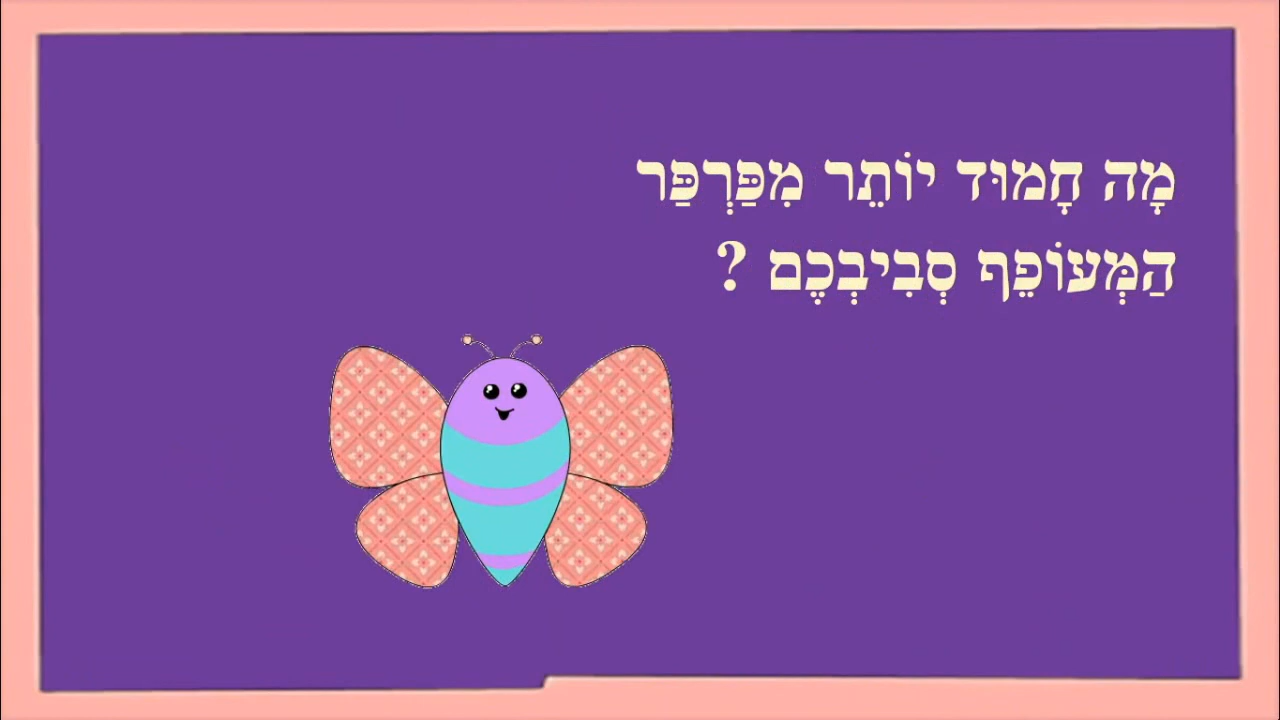 מָה חָמוּד יוֹתֵר מִפַּרְפַּר
הַמְּעוֹפֵף סְבִיבְכֶם ?